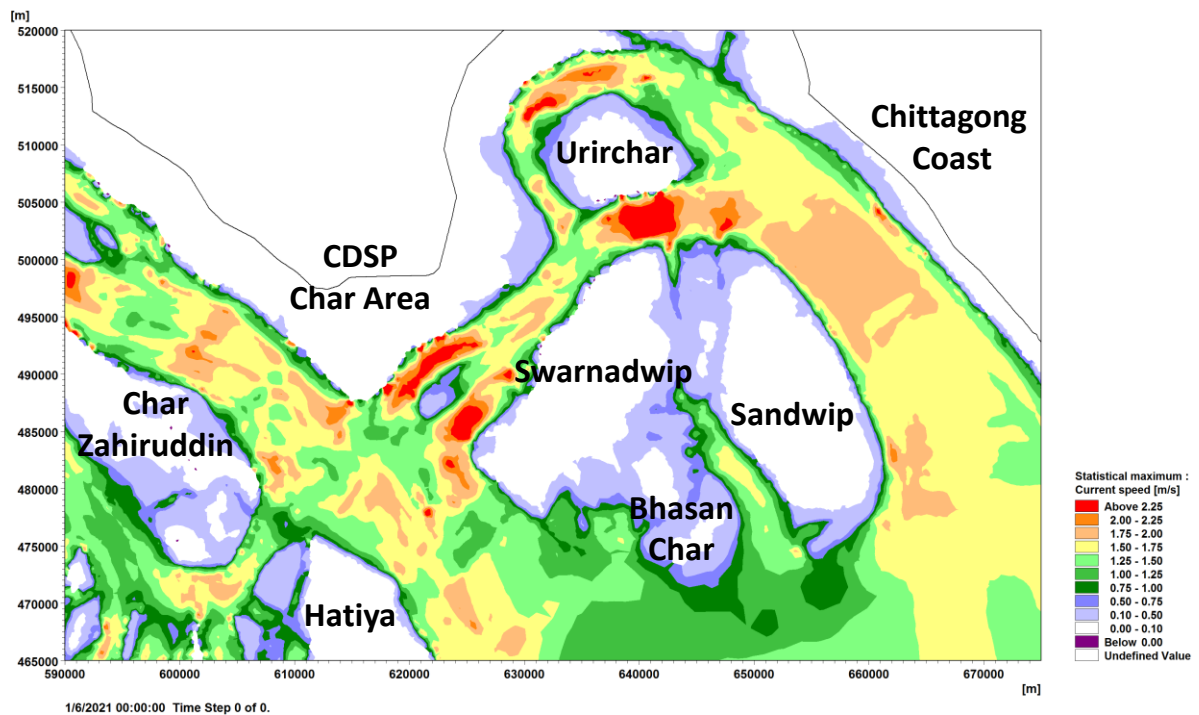 [m]
520000
515000
510000
505000
500000
495000
490000
485000
480000
475000
470000
465000
590000 600000 610000 620000 630000 640000 650000 660000 670000
[m]
Chittagong
Coast
Urirchar
CDSP
Char Area
Swarnadwip
Char
Zahiruddin
Sandwip
Bhasan
Char
Hatiya
Statistical maximum :
Current speed [m/s]
Above 2.25
2.00 - 2.25
1.75 - 2.00
1.50 - 1.75
1.25 - 1.50
1.00 - 1.25
0.75 - 1.00
0.50 - 0.75
0.10 - 0.50
0.00 - 0.10
Below 0.00
Undefined Value
1/6/2021 00:00:00 Time Step 0 of 0.